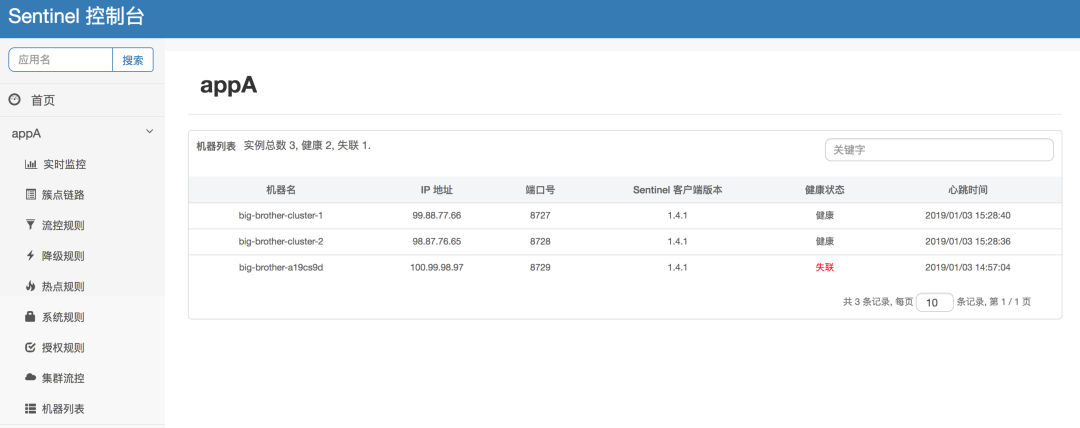 Sentinel 控制台
应用名 搜索
首页
appA
实时监控
簇点链路
流控规则
降级规则
热点规则
系统规则
授权规则
集群流控
机器列表
appA
机器列表 实例总数 3, 健康 2, 失联 1.
关键字
机器名 IP 地址 端口号 Sentinel 客户端版本 健康状态 心跳时间
big-brother-cluster-1 99.88.77.66 8727 1.4.1 健康 2019/01/03 15:28:40
big-brother-cluster-2 98.87.76.65 8728 1.4.1 健康 2019/01/03 15:28:36
big-brother-a19cs9d 100.99.98.97 8729 1.4.1 失联 2019/01/03 14:57:04
共 3 条记录, 每页 10 条记录, 第 1 / 1 页